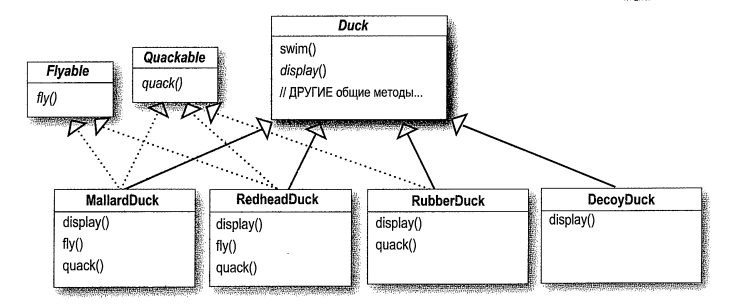 Duck
swim()
display()
// ДРУГИЕ общие методы...
Quackable
quack()
Flyable
fly()
MallardDuck
display()
fly()
quack()
RedheadDuck
display()
fly()
quack()
RubberDuck
display()
quack()
DecoyDuck
display()